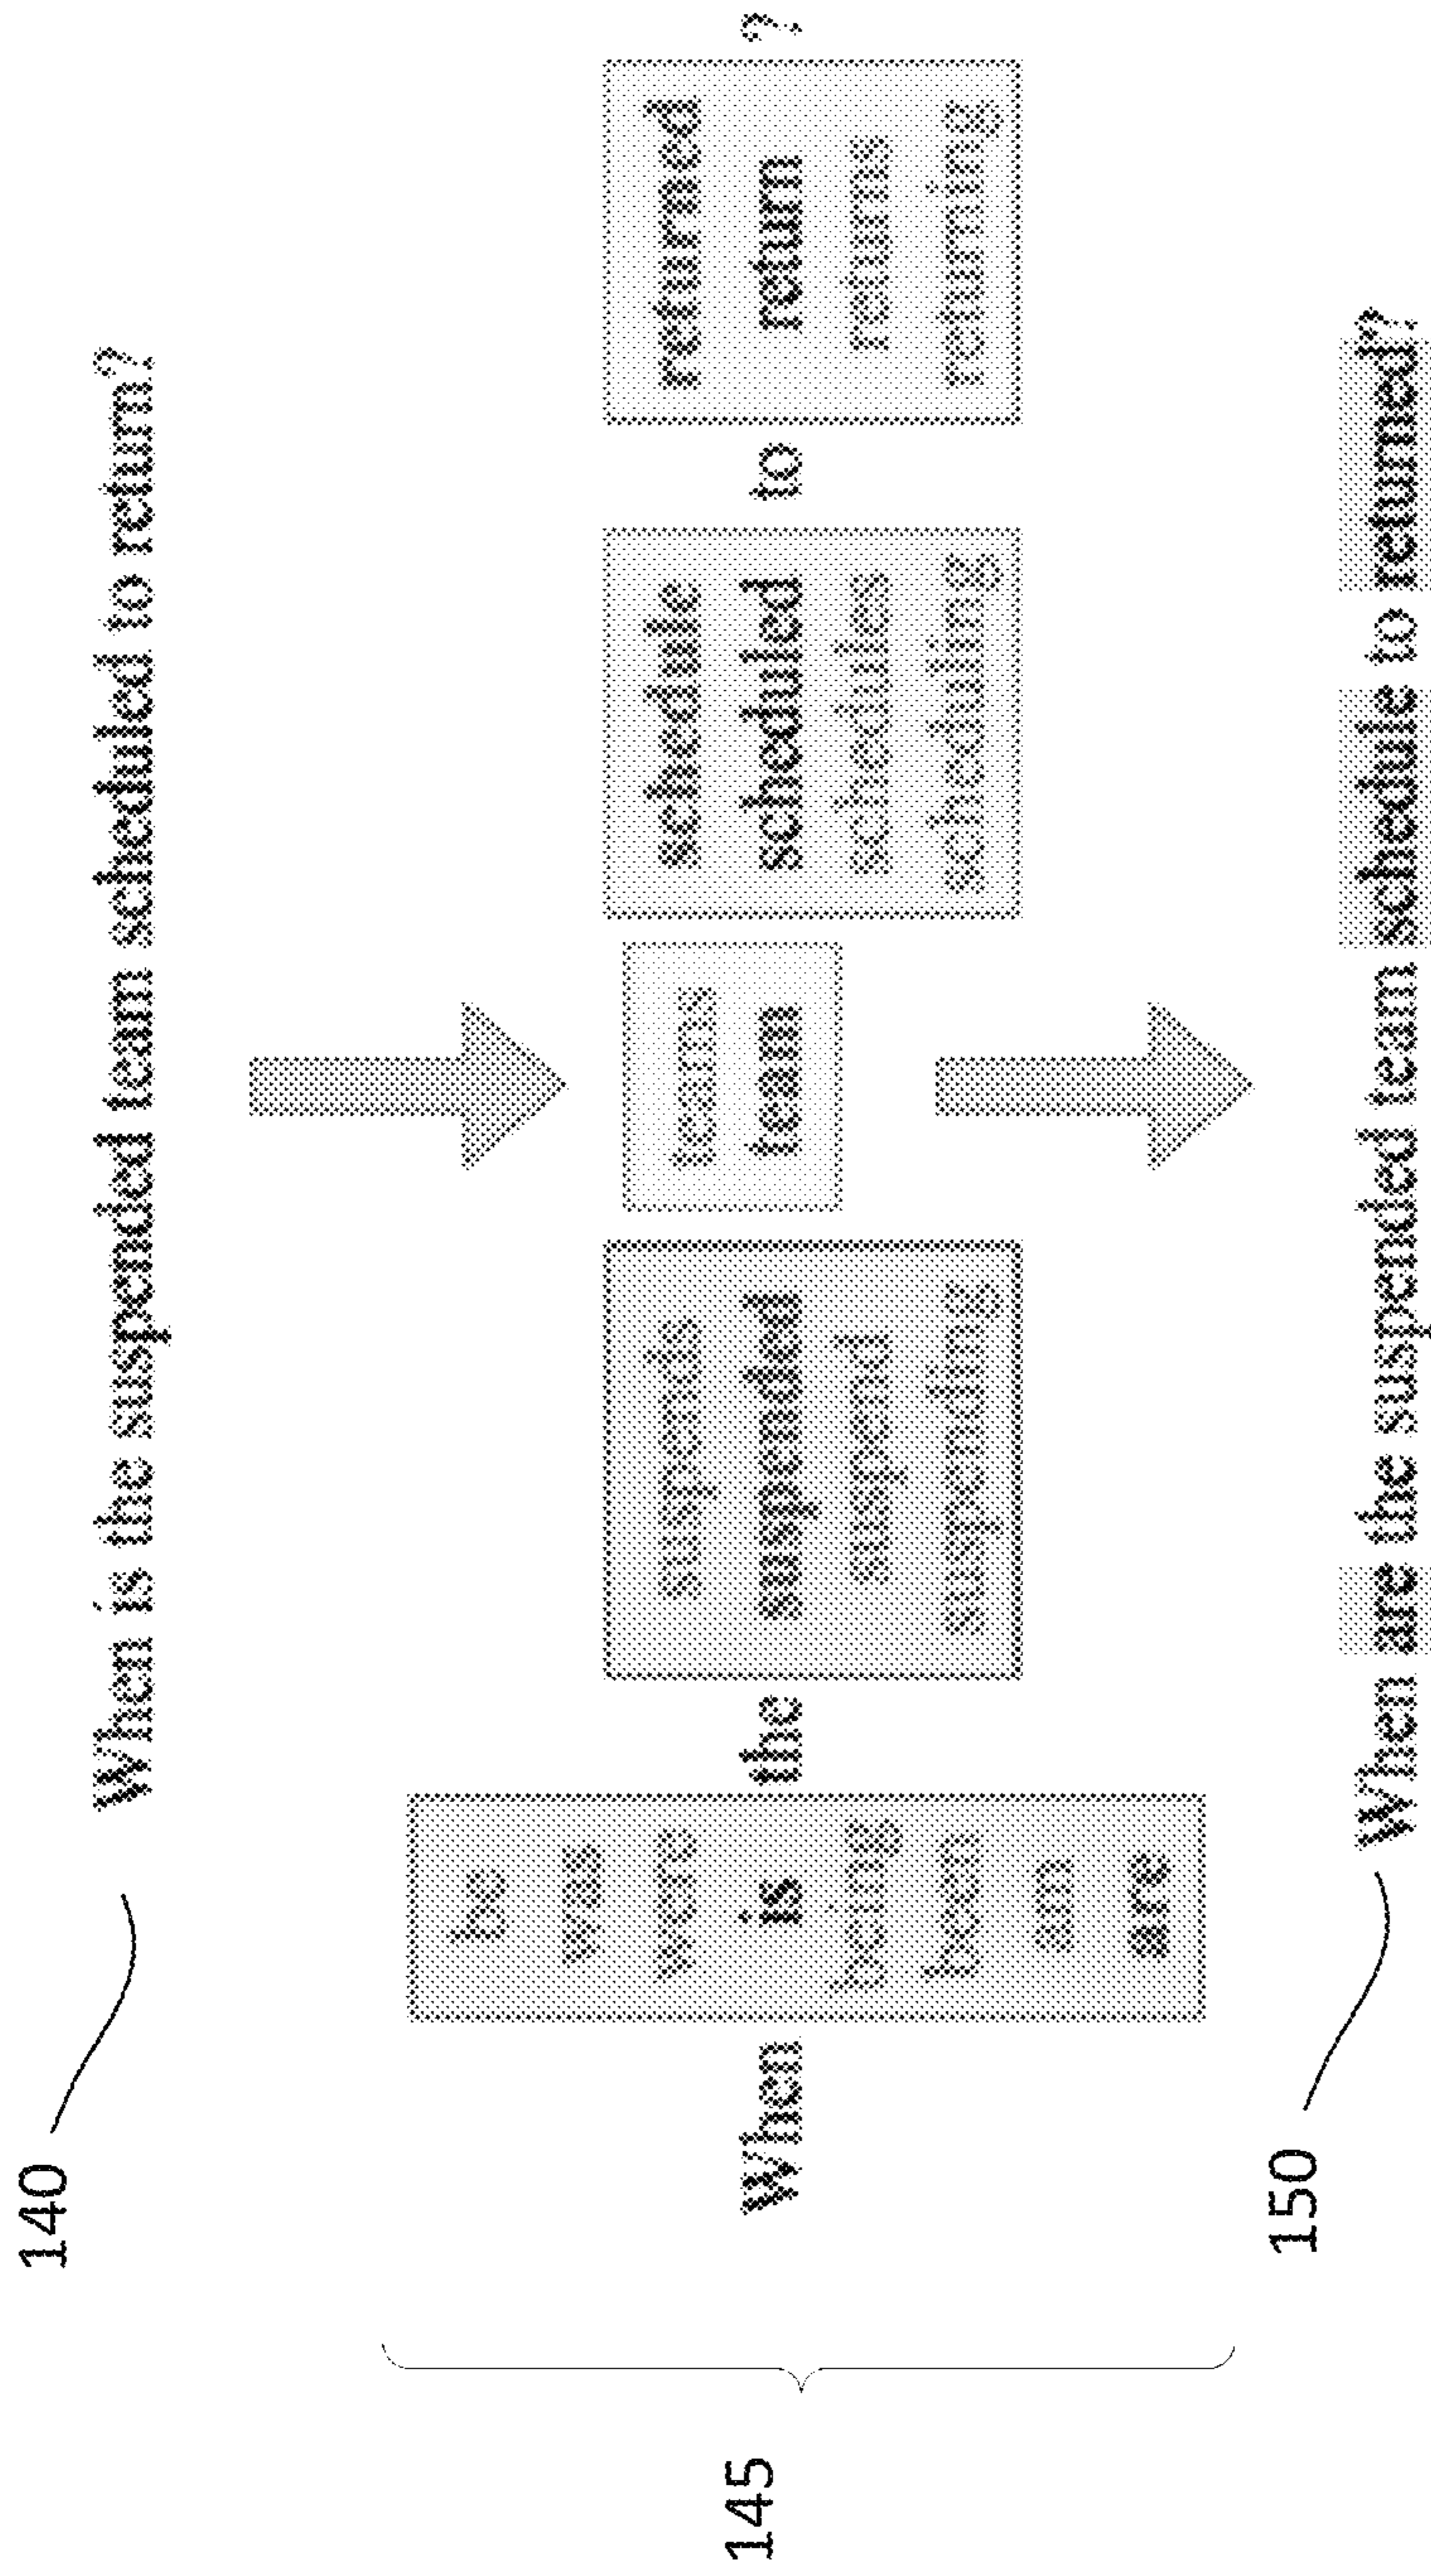 140
When is the suspended team scheduled to return?
145
be
was
were
When is the
being
been
am
are
suspends
suspended
suspend
suspending
teams
team
schedule
scheduled to
schedules
scheduling
returned
return ?
returns
returning
150
When are the suspended team schedule to returned?